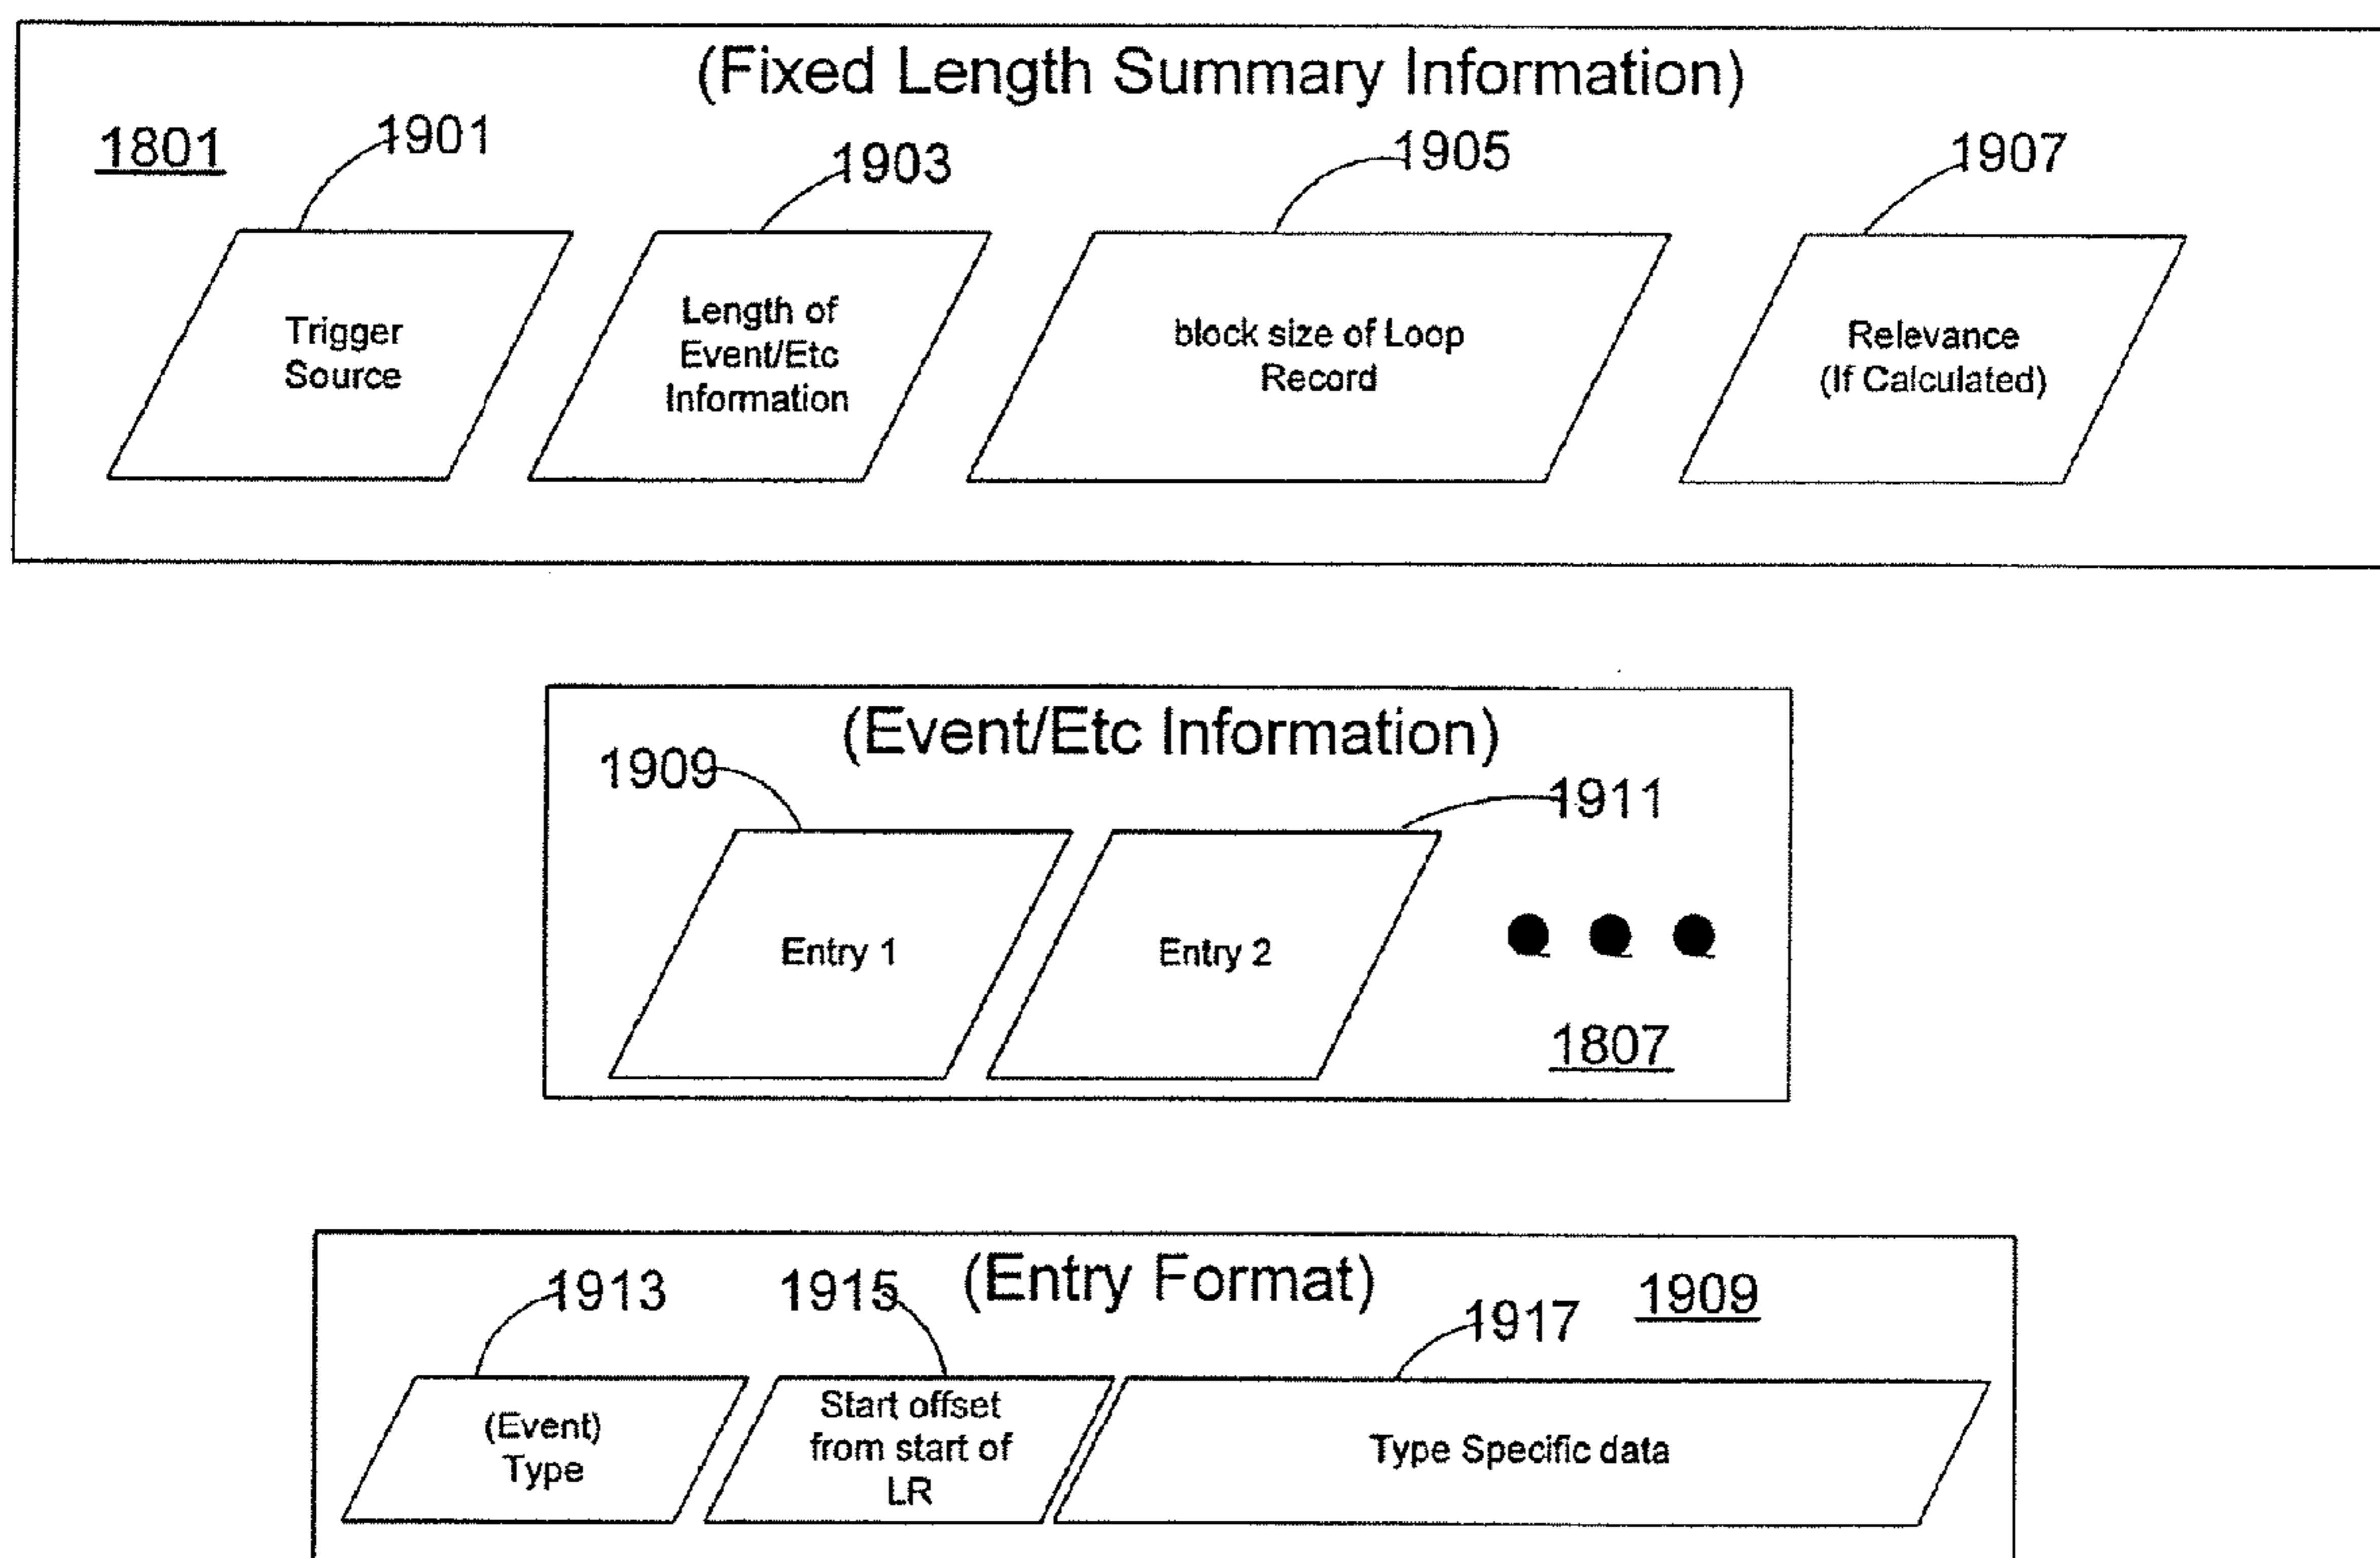 (Fixed Length Summary Information)
1801
1901
1903
1905
1907
Trigger
Source
Length of
Event/Etc
Information
block size of Loop
Record
Relevance
(If Calculated)
(Event/Etc Information)
1909
1911
Entry 1
Entry 2
1807
(Entry Format)
1913
1915
1917
1909
(Event)
Type
Start offset
from start of
LR
Type Specific data